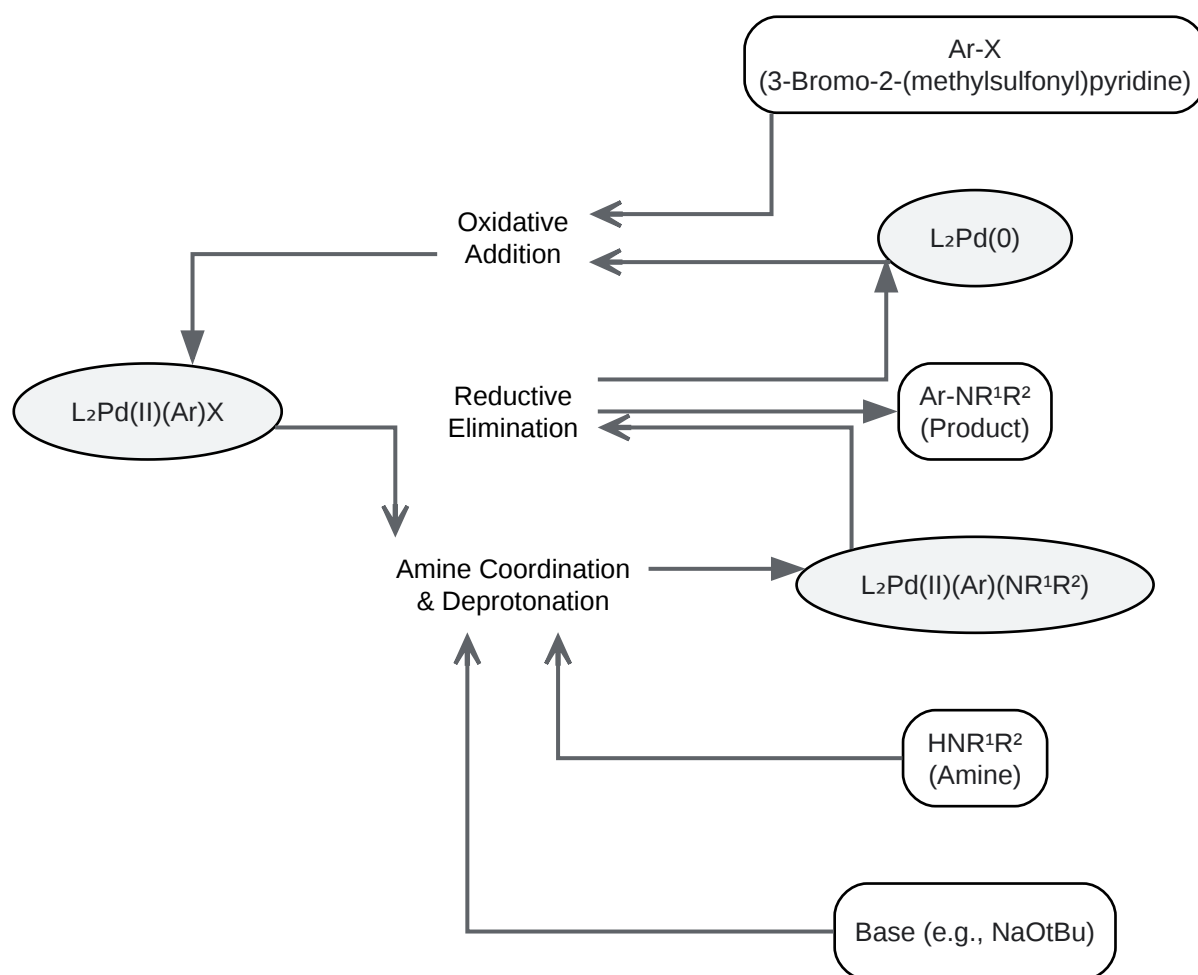 Ar-X
(3-Bromo-2-(methylsulfonyl)pyridine)
Oxidative
Addition
L₂Pd(0)
L₂Pd(II)(Ar)X
Reductive
Elimination
Ar-NR¹R²
(Product)
Amine Coordination
& Deprotonation
L₂Pd(II)(Ar)(NR¹R²)
HNR¹R²
(Amine)
Base (e.g., NaOtBu)